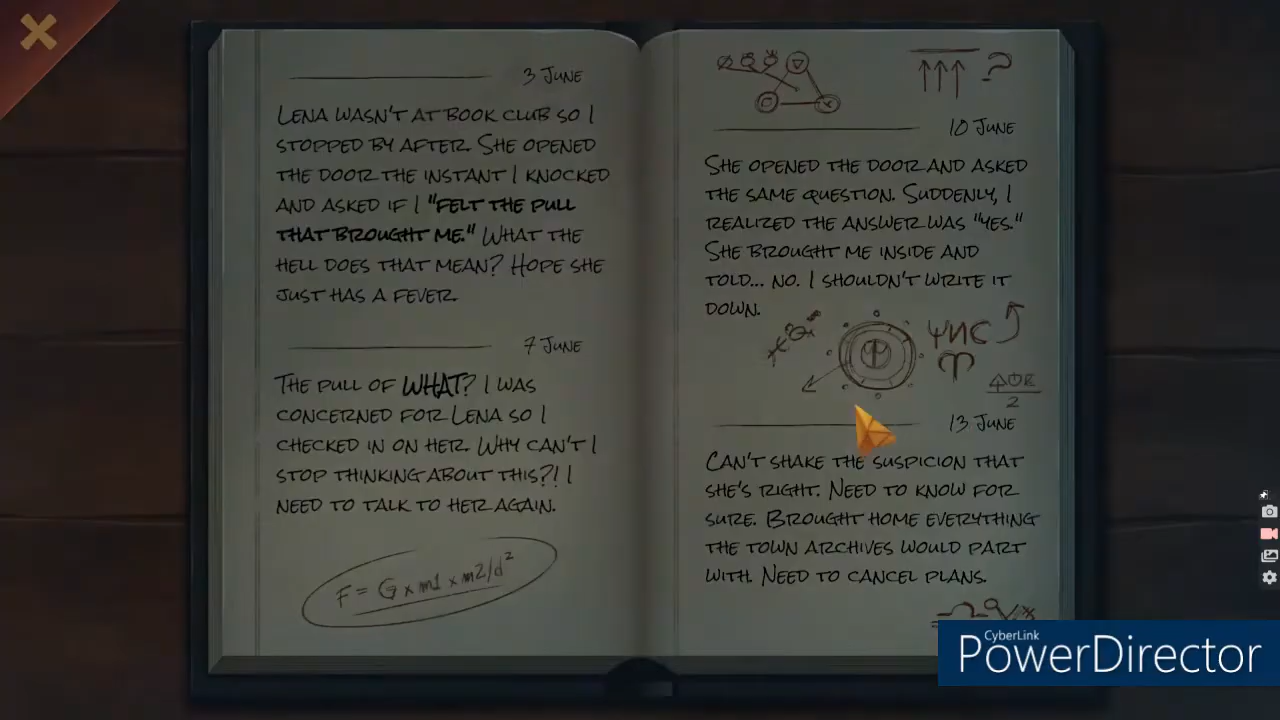 3 June
Lena wasn't at book club so I
stopped by after. She opened
the door the instant I knocked
and asked if I "felt the pull
that brought me." What the
hell does that mean? Hope she
just has a fever.
7 June
The pull of WHAT? I was
concerned for Lena so I
checked in on her. Why can't I
stop thinking about this?! I
need to talk to her again.
F = G x m1 x m2/d²
?
10 June
She opened the door and asked
the same question. Suddenly, I
realized the answer was "yes."
She brought me inside and
told... no. I shouldn't write it
down.
2
13 June
Can't shake the suspicion that
she's right. Need to know for
sure. Brought home everything
the town archives would part
with. Need to cancel plans.
CyberLink
PowerDirector